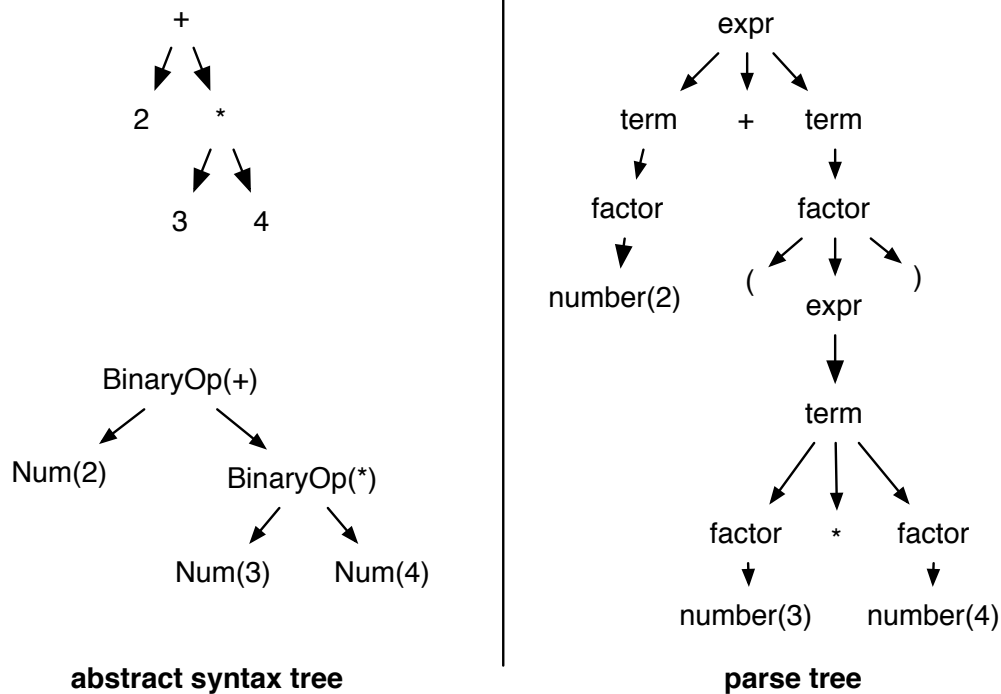 +
2 *
3 4
BinaryOp(+)
Num(2)
BinaryOp(*)
Num(3) Num(4)
abstract syntax tree
expr
term + term
factor factor
number(2)
( )
expr
term
factor * factor
number(3) number(4)
parse tree